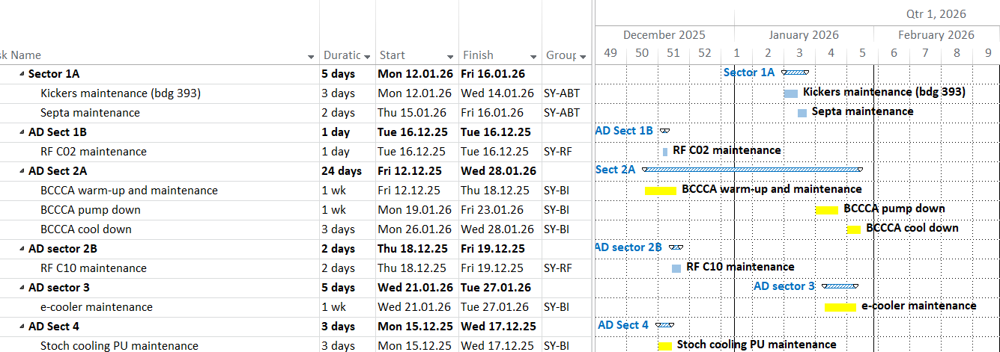 Qtr 1, 2026
December 2025 January 2026 February 2026
sk Name Duratic Start Finish Group 49 50 51 52 1 2 3 4 5 6 7 8 9
Sector 1A 5 days Mon 12.01.26 Fri 16.01.26 Sector 1A
Kickers maintenance (bdg 393) 3 days Mon 12.01.26 Wed 14.01.26 SY-ABT Kickers maintenance (bdg 393)
Septa maintenance 2 days Thu 15.01.26 Fri 16.01.26 SY-ABT Septa maintenance
AD Sect 1B 1 day Tue 16.12.25 Tue 16.12.25 AD Sect 1B
RF C02 maintenance 1 day Tue 16.12.25 Tue 16.12.25 SY-RF RF C02 maintenance
AD Sect 2A 24 days Fri 12.12.25 Wed 28.01.26 Sect 2A
BCCCA warm-up and maintenance 1 wk Fri 12.12.25 Thu 18.12.25 SY-BI BCCCA warm-up and maintenance
BCCCA pump down 1 wk Mon 19.01.26 Fri 23.01.26 SY-BI BCCCA pump down
BCCCA cool down 3 days Mon 26.01.26 Wed 28.01.26 SY-BI BCCCA cool down
AD sector 2B 2 days Thu 18.12.25 Fri 19.12.25 AD sector 2B
RF C10 maintenance 2 days Thu 18.12.25 Fri 19.12.25 SY-RF RF C10 maintenance
AD sector 3 5 days Wed 21.01.26 Tue 27.01.26 AD sector 3
e-cooler maintenance 1 wk Wed 21.01.26 Tue 27.01.26 SY-BI e-cooler maintenance
AD Sect 4 3 days Mon 15.12.25 Wed 17.12.25 AD Sect 4
Stoch cooling PU maintenance 3 days Mon 15.12.25 Wed 17.12.25 SY-BI Stoch cooling PU maintenance